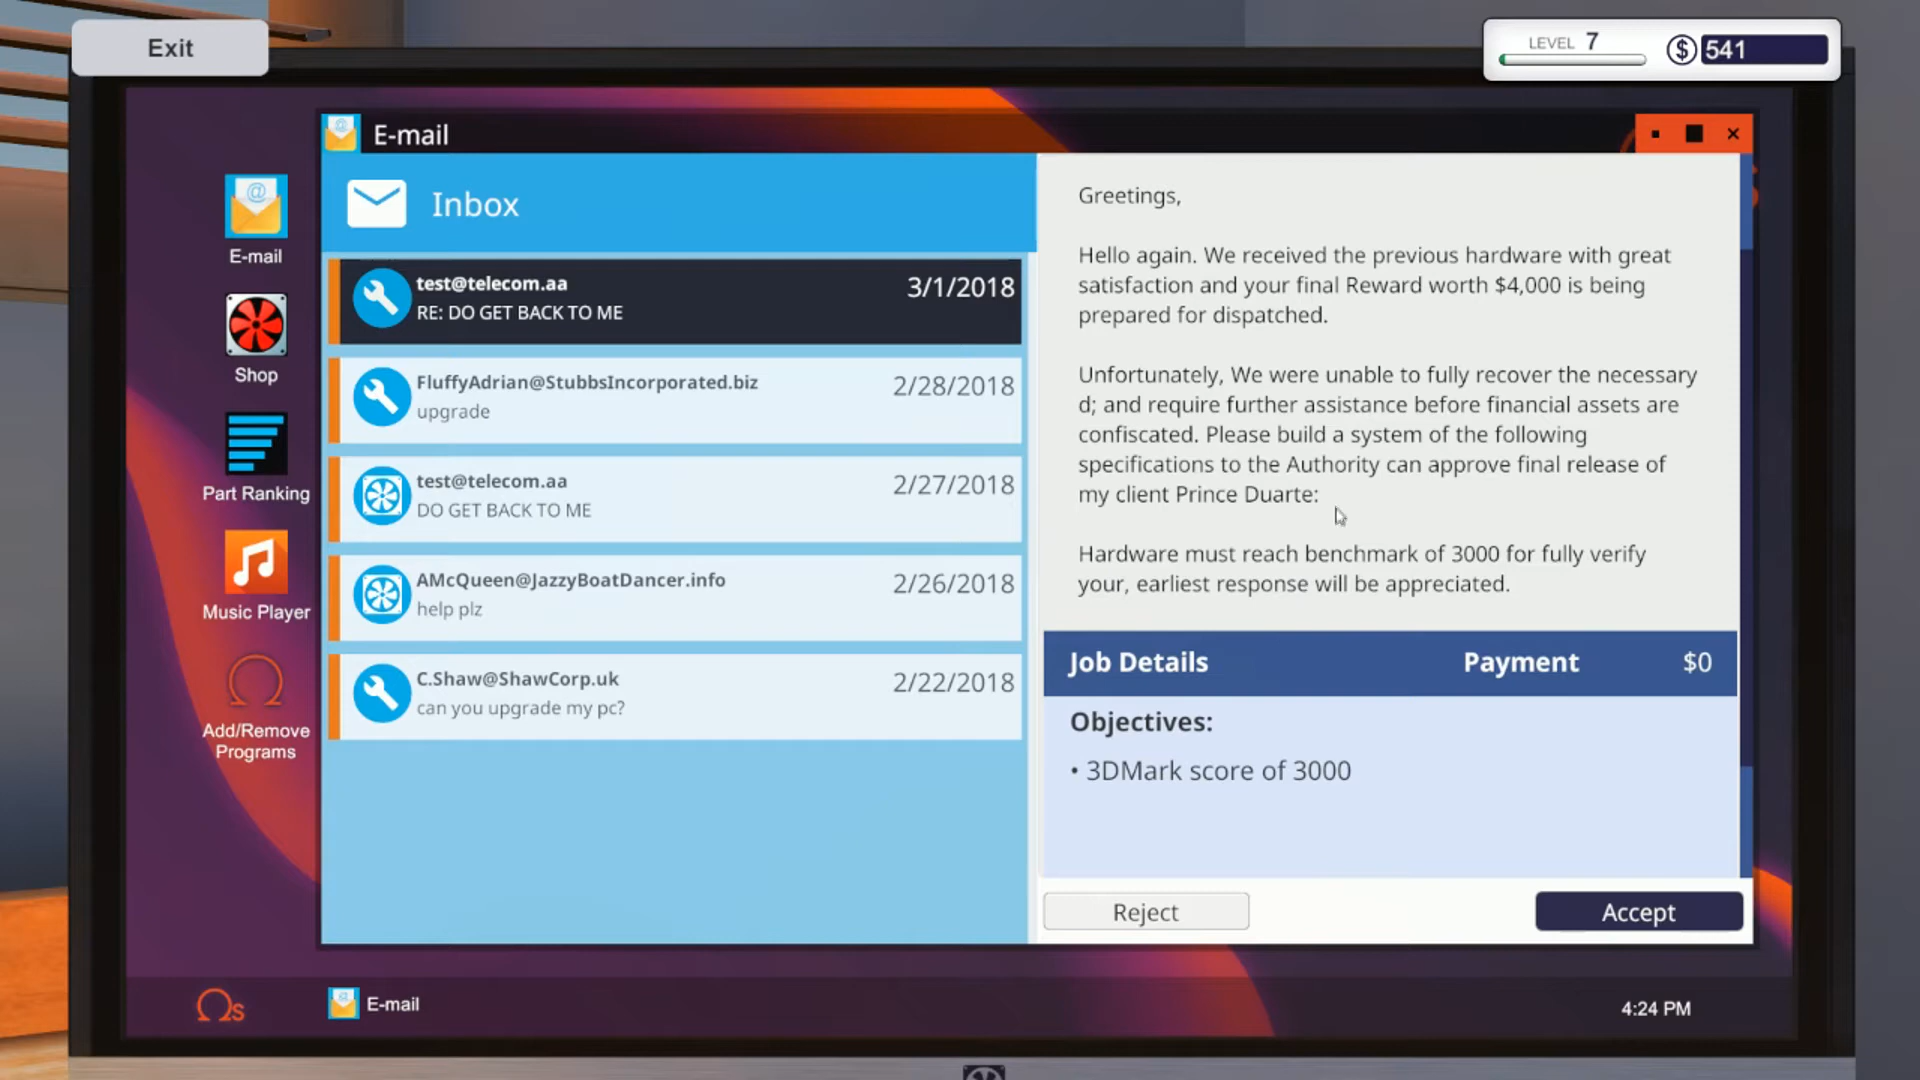 Exit
LEVEL 7
$ 541
E-mail
Inbox
test@telecom.aa
3/1/2018
RE: DO GET BACK TO ME
FluffyAdrian@StubbsIncorporated.biz
2/28/2018
upgrade
test@telecom.aa
2/27/2018
DO GET BACK TO ME
AMcQueen@JazzyBoatDancer.info
2/26/2018
help plz
C.Shaw@ShawCorp.uk
2/22/2018
can you upgrade my pc?
Greetings,
Hello again. We received the previous hardware with great
satisfaction and your final Reward worth $4,000 is being
prepared for dispatched.
Unfortunately, We were unable to fully recover the necessary
d; and require further assistance before financial assets are
confiscated. Please build a system of the following
specifications to the Authority can approve final release of
my client Prince Duarte:
Hardware must reach benchmark of 3000 for fully verify
your, earliest response will be appreciated.
Job Details
Payment
$0
Objectives:
• 3DMark score of 3000
Reject
Accept
E-mail
Shop
Part Ranking
Music Player
Add/Remove
Programs
Ωs
E-mail
4:24 PM